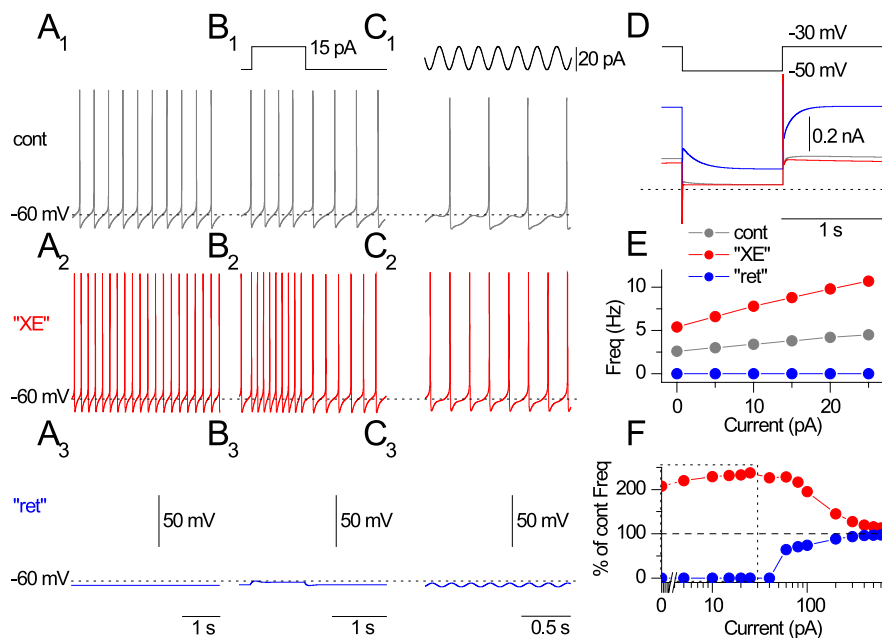 A1
B1
15 pA
C1
20 pA
D
-30 mV
-50mV
cont
-60 mV
0.2 nA
1 s
A2
B2
C2
"XE"
-60 mV
E
cont
"XE"
"ret"
10
5
0
Freq (Hz)
0 10 20
Current (pA)
A3
B3
C3
"ret"
50 mV
50 mV
50 mV
-60 mV
1 s
1 s
0.5 s
F
200
100
0
% of cont Freq
0 10 100
Current (pA)